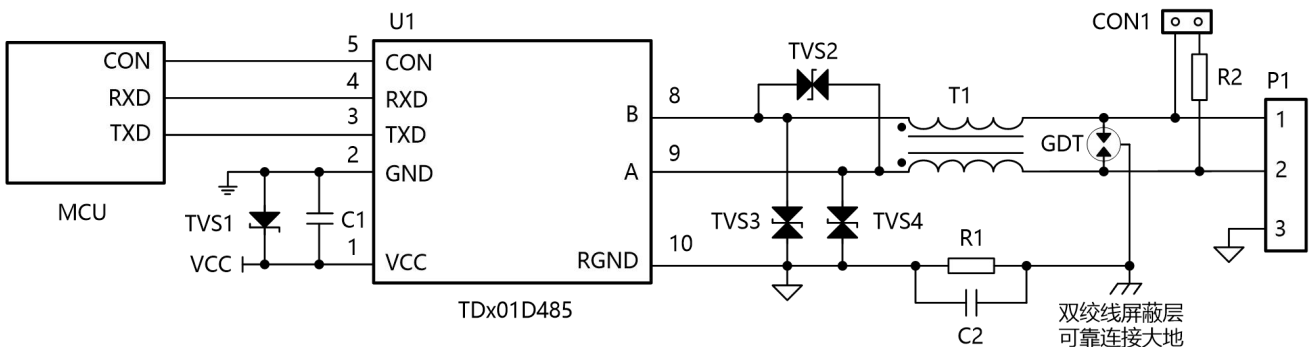 U1
CON1
CON
5
CON
TVS2
R2
RXD
4
RXD
8
T1
P1
TXD
3
TXD
B
1
2
GND
9
GDT
A
2
MCU
TVS1
C1
TVS3
TVS4
3
VCC
1
VCC
RGND
10
R1
TDx01D485
C2
双绞线屏蔽层
可靠连接大地